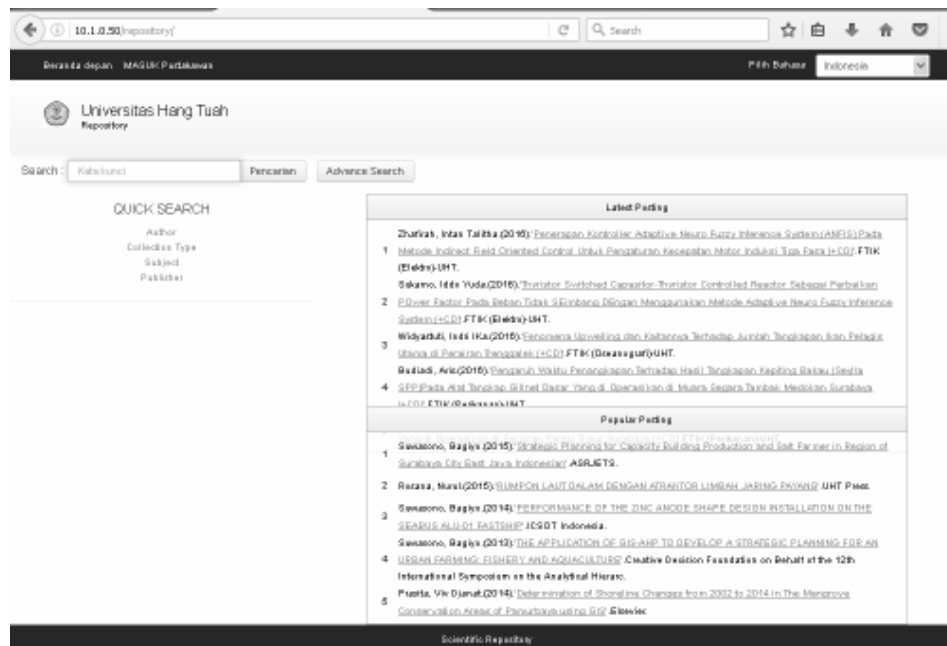 10.1.0.50/repository/
Search
Beranda depan MASUK Pustakawan
Pilih Bahasa Indonesia
Universitas Hang Tuah
Repository
Search : Kata kunci Pencarian Advance Search
QUICK SEARCH
Author
Collection Type
Subject
Publisher
Latest Posting
Intan Talitha.(2016).'Penerapan Kontroller Adaptive Neuro Fuzzy Inference System (ANFIS) Pada
1 Metode Indirect Field Oriented Control Untuk Pengaturan Kecepatan Motor Induksi Tiga Fasa (+CD)'.FTIK
(Elektro)-UHT.
Yuda.(2016).'Thyristor Switched Capasitor-Thyristor Controlled Reactor Sebagai Perbaikan
2 POwer Factor Pada Beban Tidak SEimbang DEngan Menggunakan Metode Adaptive Neuro Fuzzy Inference
System (+CD)'.FTIK (Elektro)-UHT.
Widyastuti, Indri IKa.(2016).'Fenomena Upwelling dan Kaitannya Terhadap Jumlah Tangkapan Ikan Pelagis
3 Utama di Perairan Trenggalek (+CD)'.FTIK (Oseanografi)-UHT.
Budiadi, Aris.(2016).'Pengaruh Waktu Penangkapan Terhadap Hasil Tangkapan Kepiting Bakau (Scylla
4 SPP)Pada Alat Tangkap Gillnet Dasar Yang di Operasikan di Muara Segara Tambak Medokan Surabaya
(+CD)'.FTIK (Perikanan)-UHT.
Popular Posting
1 Suwasono, Bagiyo.(2015).'Strategic Planning for Capacity Building Production and Salt Farmer in Region of
Surabaya City East Java Indonesian'.ASRJETS.
2 Rosana, Nurul.(2015).'RUMPON LAUT DALAM DENGAN ATRAKTOR LIMBAH JARING PAYANG'.UHT Press.
Suwasono, Bagiyo.(2014).'PERFORMANCE OF THE ZINC ANODE SHAPE DESIGN INSTALLATION ON THE
3 SEABUS ALU-01 FASTSHIP'.ICSOT Indonesia.
Suwasono, Bagiyo.(2013).'THE APPLICATION OF GIS-AHP TO DEVELOP A STRATEGIC PLANNING FOR AN
4 URBAN FARMING: FISHERY AND AQUACULTURE'.Creative Decision Foundation on Behalf of the 12th
International Symposium on the Analytical Hierarc.
Puspita, Viv Djanat.(2014).'Determination of Shoreline Changes from 2002 to 2014 in The Mangrove
5 Conservation Areas of Pamurbaya using GIS'.Elsevier.
Scientific Repository